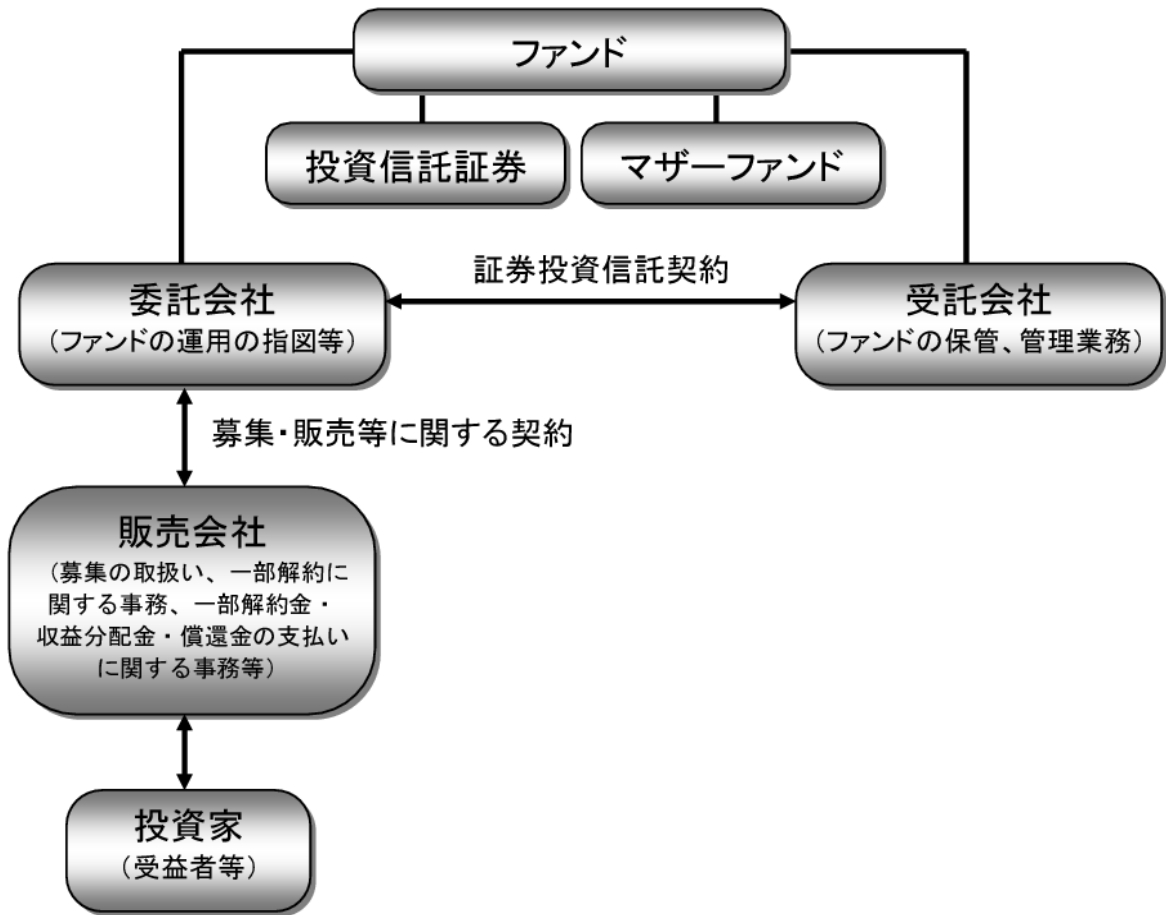 ファンド
投資信託証券
マザーファンド
証券投資信託契約
委託会社
(ファンドの運用の指図等)
受託会社
(ファンドの保管、管理業務)
募集・販売等に関する契約
販売会社
(募集の取扱い、一部解約に
関する事務、一部解約金・
収益分配金・償還金の支払い
に関する事務等)
投資家
(受益者等)